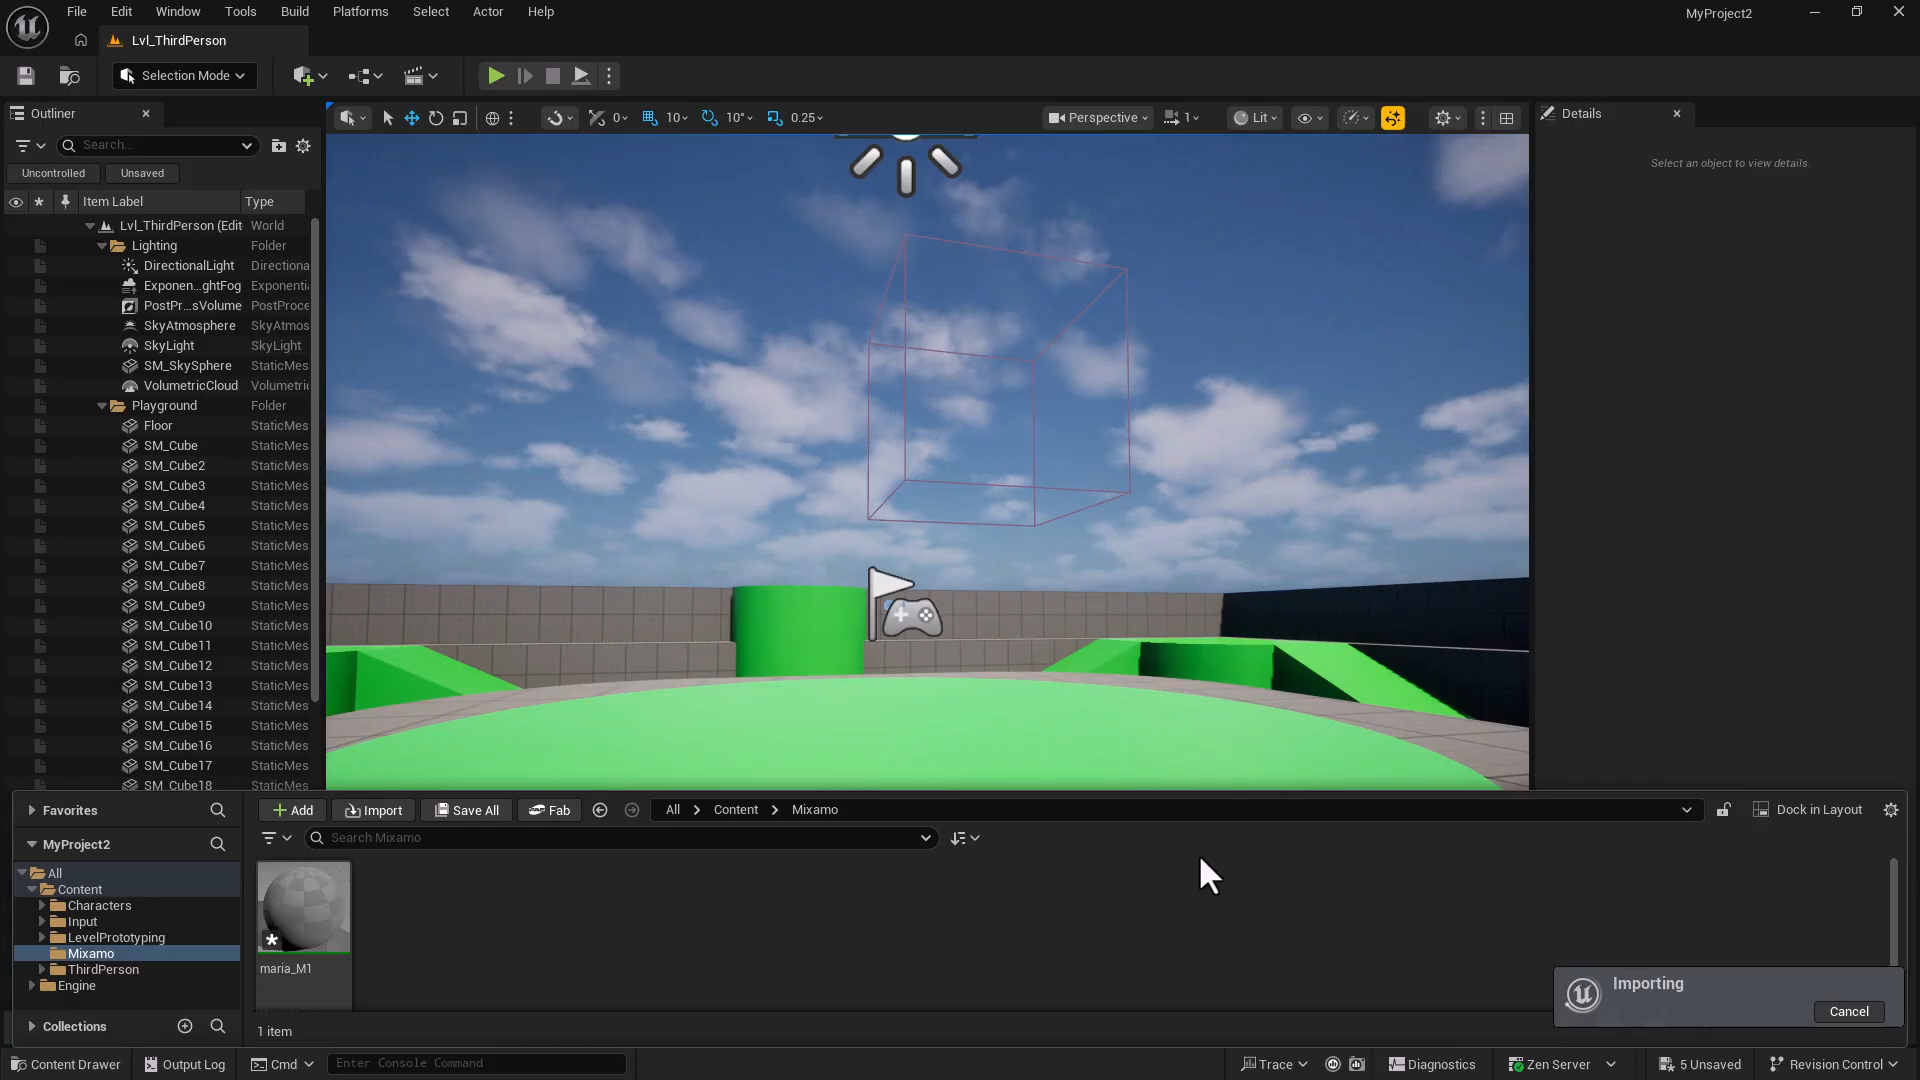 File Edit Window Tools Build Platforms Select Actor Help
MyProject2
Lvl_ThirdPerson
Selection Mode
Outliner
Search...
Uncontrolled Unsaved
Item Label Type
Lvl_ThirdPerson (Edit World
Lighting Folder
DirectionalLight Directiona
Exponen...ghtFog Exponentia
PostPr...sVolume PostProce
SkyAtmosphere SkyAtmos
SkyLight SkyLight
SM_SkySphere StaticMes
VolumetricCloud Volumetric
Playground Folder
Floor StaticMes
SM_Cube StaticMes
SM_Cube2 StaticMes
SM_Cube3 StaticMes
SM_Cube4 StaticMes
SM_Cube5 StaticMes
SM_Cube6 StaticMes
SM_Cube7 StaticMes
SM_Cube8 StaticMes
SM_Cube9 StaticMes
SM_Cube10 StaticMes
SM_Cube11 StaticMes
SM_Cube12 StaticMes
SM_Cube13 StaticMes
SM_Cube14 StaticMes
SM_Cube15 StaticMes
SM_Cube16 StaticMes
SM_Cube17 StaticMes
SM_Cube18 StaticMes
0 10 10° 0.25
Perspective 1 Lit
Details
Select an object to view details.
Favorites
MyProject2
All
Content
Characters
Input
LevelPrototyping
Mixamo
ThirdPerson
Engine
Collections
Add Import Save All Fab All Content Mixamo Dock in Layout
Search Mixamo
maria_M1
1 item
Importing
Cancel
Content Drawer Output Log Cmd Enter Console Command Trace Diagnostics Zen Server 5 Unsaved Revision Control